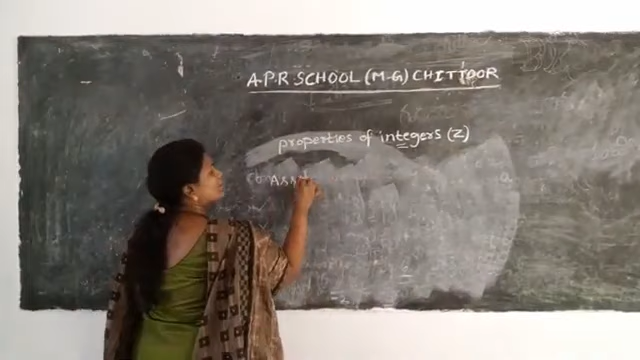 A.P.R SCHOOL (M-G) CHITTOOR
properties of integers (Z)